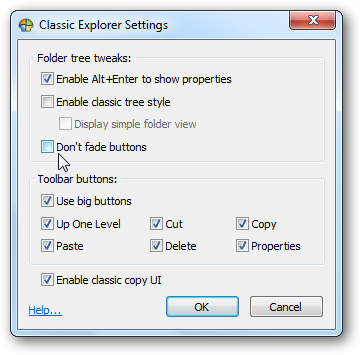 Classic Explorer Settings
Folder tree tweaks:
Enable Alt+Enter to show properties
Enable classic tree style
Display simple folder view
Don't fade buttons
Toolbar buttons:
Use big buttons
Up One Level Cut Copy
Paste Delete Properties
Enable classic copy UI
Help... OK Cancel